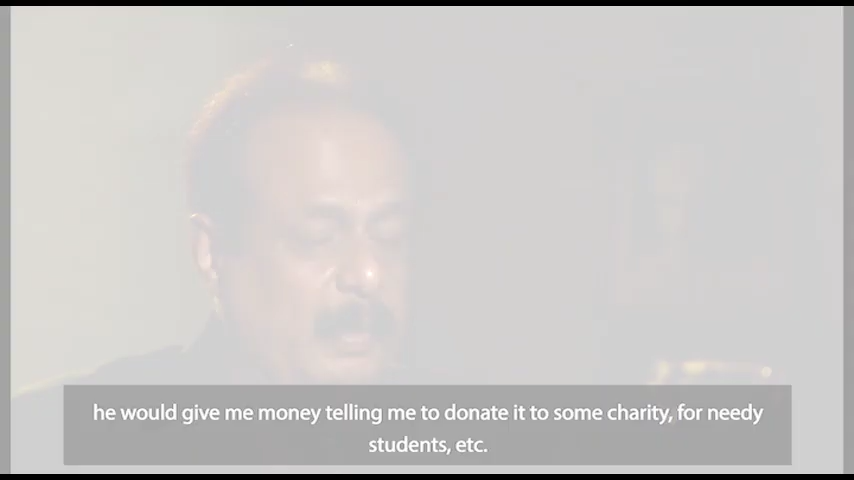 he would give me money telling me to donate it to some charity, for needy
students, etc.